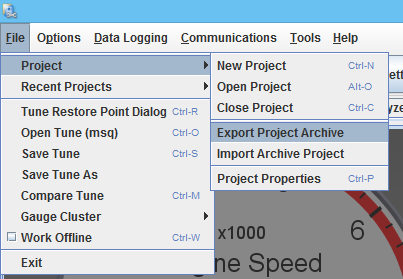 File Options Data Logging Communications Tools Help
Project
Recent Projects
Tune Restore Point Dialog Ctrl-R
Open Tune (msq) Ctrl-O
Save Tune Ctrl-S
Save Tune As
Compare Tune Ctrl-M
Gauge Cluster
Work Offline Ctrl-W
Exit
New Project Ctrl-N
Open Project Alt-O
Close Project Ctrl-C
Export Project Archive
Import Archive Project
Project Properties Ctrl-P
ett
yze
x1000 6
ne Speed